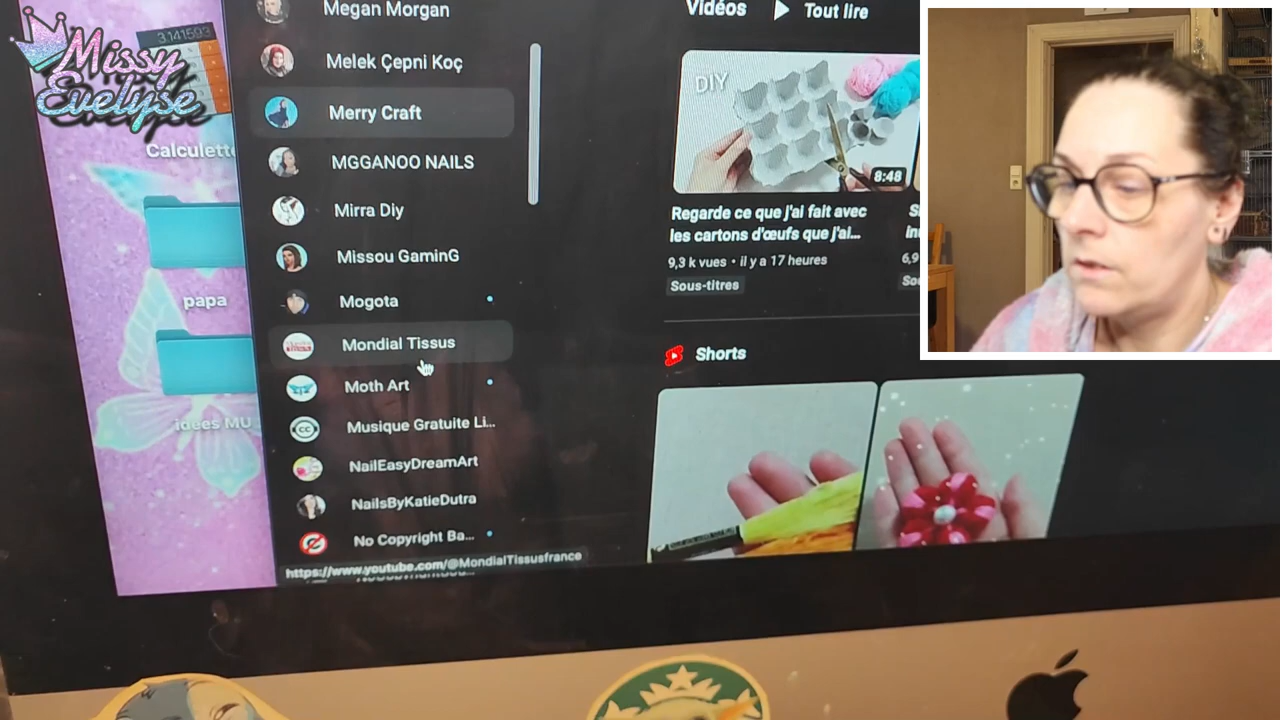 Missy
Evelyse
3.141593
Calculette
papa
idées MU
Megan Morgan
Melek Çepni Koç
Merry Craft
MGGANOO NAILS
Mirra Diy
Missou GaminG
Mogota
Mondial Tissus
Moth Art
Musique Gratuite Li...
NailEasyDreamArt
NailsByKatieDutra
No Copyright Ba...
https://www.youtube.com/@MondialTissusfrance
Vidéos
Tout lire
DIY
8:48
Regarde ce que j'ai fait avec
les cartons d'œufs que j'ai...
9,3 k vues • il y a 17 heures
Sous-titres
6,9
Shorts